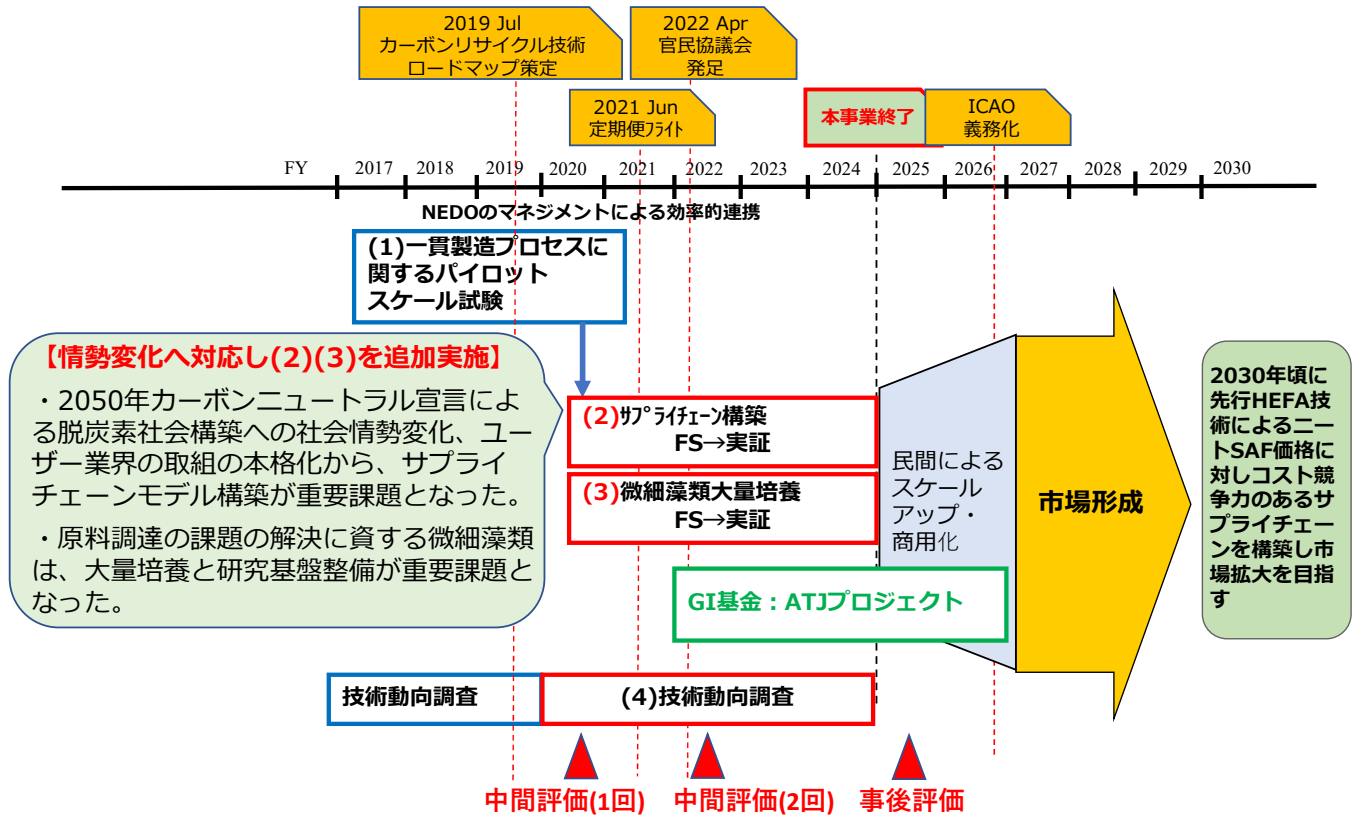 2019 Jul
カーボンリサイクル技術
ロードマップ策定
2022 Apr
官民協議会
発足
2021 Jun
定期便ﾌﾗｲﾄ
本事業終了
ICAO
義務化
FY 2017 2018 2019 2020 2021 2022 2023 2024 2025 2026 2027 2028 2029 2030
NEDOのマネジメントによる効率的連携
(1)一貫製造プロセスに
関するパイロット
スケール試験
【情勢変化へ対応し(2)(3)を追加実施】
・2050年カーボンニュートラル宣言によ
る脱炭素社会構築への社会情勢変化、ユー
ザー業界の取組の本格化から、サプライ
チェーンモデル構築が重要課題となった。
・原料調達の課題の解決に資する微細藻類
は、大量培養と研究基盤整備が重要課題と
なった。
(2)ｻﾌﾟﾗｲﾁｪｰﾝ構築
FS→実証
(3)微細藻類大量培養
FS→実証
民間による
スケール
アップ・
商用化
市場形成
2030年頃に
先行HEFA技
術によるニー
トSAF価格に
対しコスト競
争力のあるサ
プライチェー
ンを構築し市
場拡大を目指
す
GI基金：ATJプロジェクト
技術動向調査
(4)技術動向調査
中間評価(1回)
中間評価(2回)
事後評価